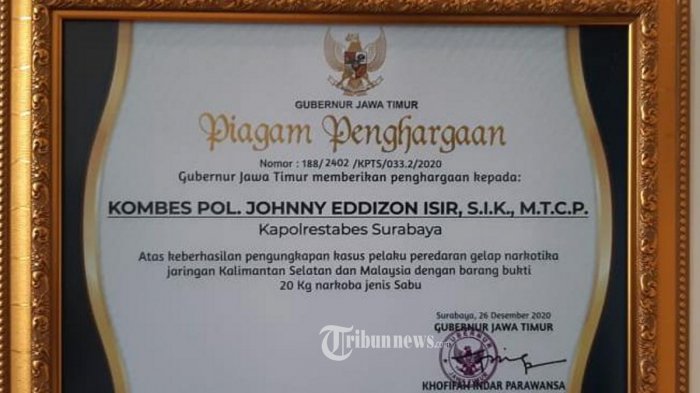 GUBERNUR JAWA TIMUR
Piagam Penghargaan
Nomor : 188/2402/KPTS/033.2/2020
Gubernur Jawa Timur memberikan penghargaan kepada:
KOMBES POL. JOHNNY EDDIZON ISIR, S.I.K., M.T.C.P.
Kapolrestabes Surabaya
Atas keberhasilan pengungkapan kasus pelaku peredaran gelap narkotika
jaringan Kalimantan Selatan dan Malaysia dengan barang bukti
20 Kg narkoba jenis Sabu
Surabaya, 26 Desember 2020
GUBERNUR JAWA TIMUR
Tribunnews.com
KHOFIFAH INDAR PARAWANSA